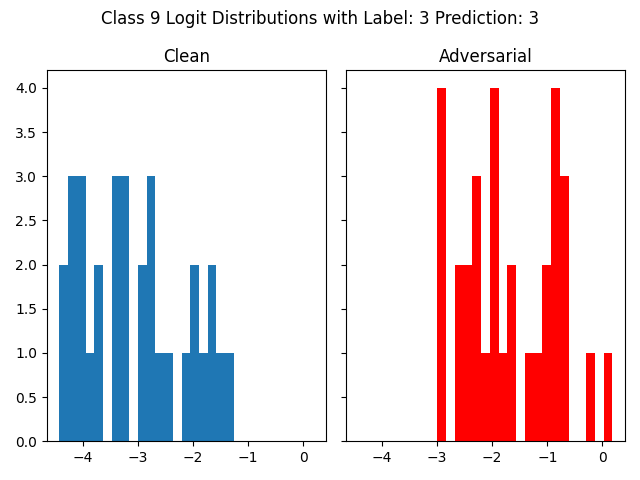 Class 9 Logit Distributions with Label: 3 Prediction: 3
Clean
Adversarial
4.0
3.5
3.0
2.5
2.0
1.5
1.0
0.5
0.0
−4 −3 −2 −1 0
−4 −3 −2 −1 0